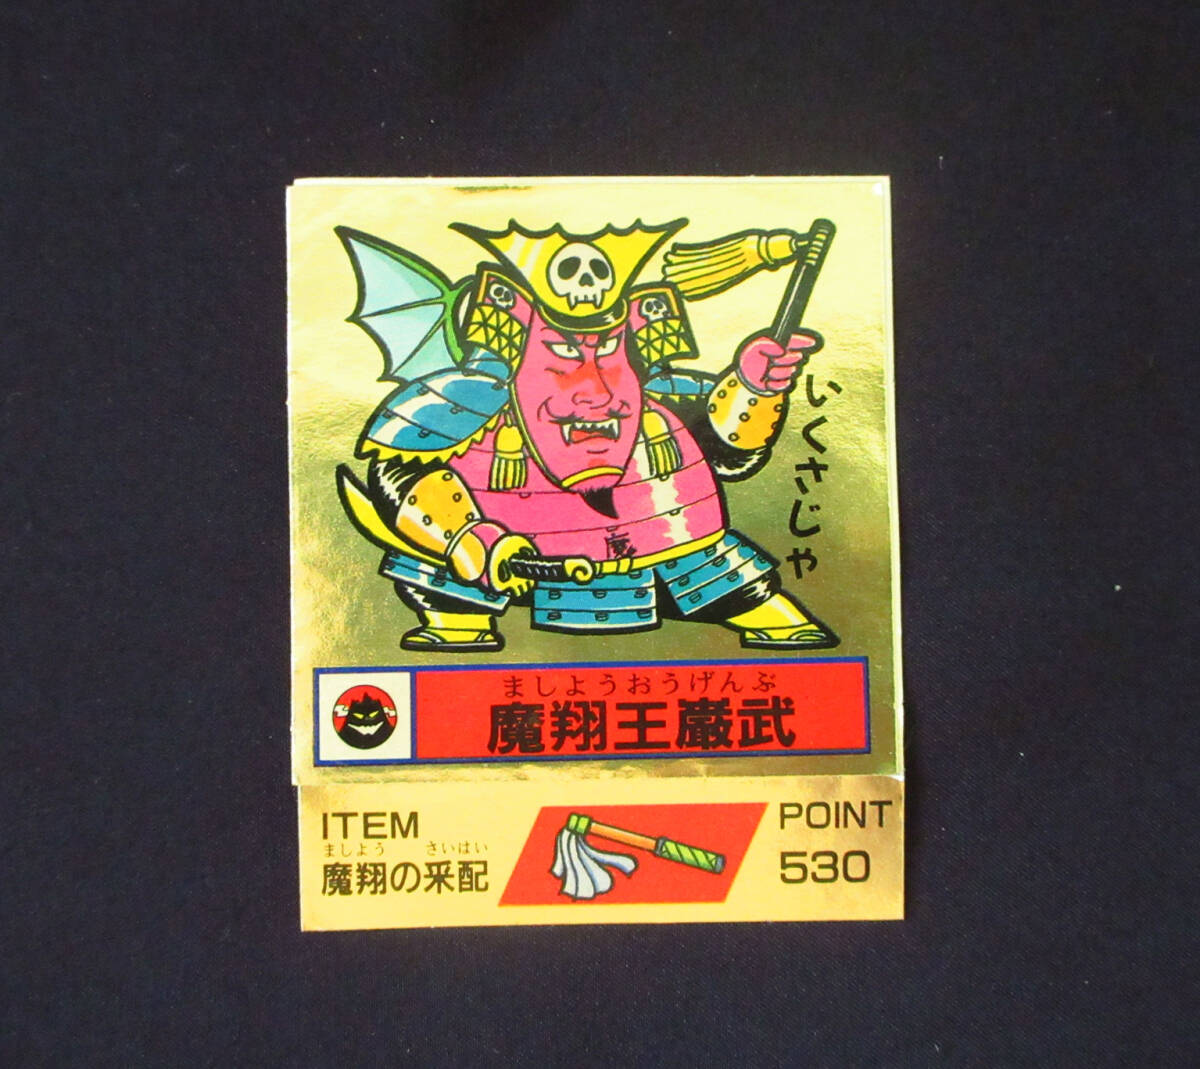 いくさじゃ
魔
ましようおうげんぶ
魔翔王巌武
ITEM
ましよう さいはい
魔翔の采配
POINT
530